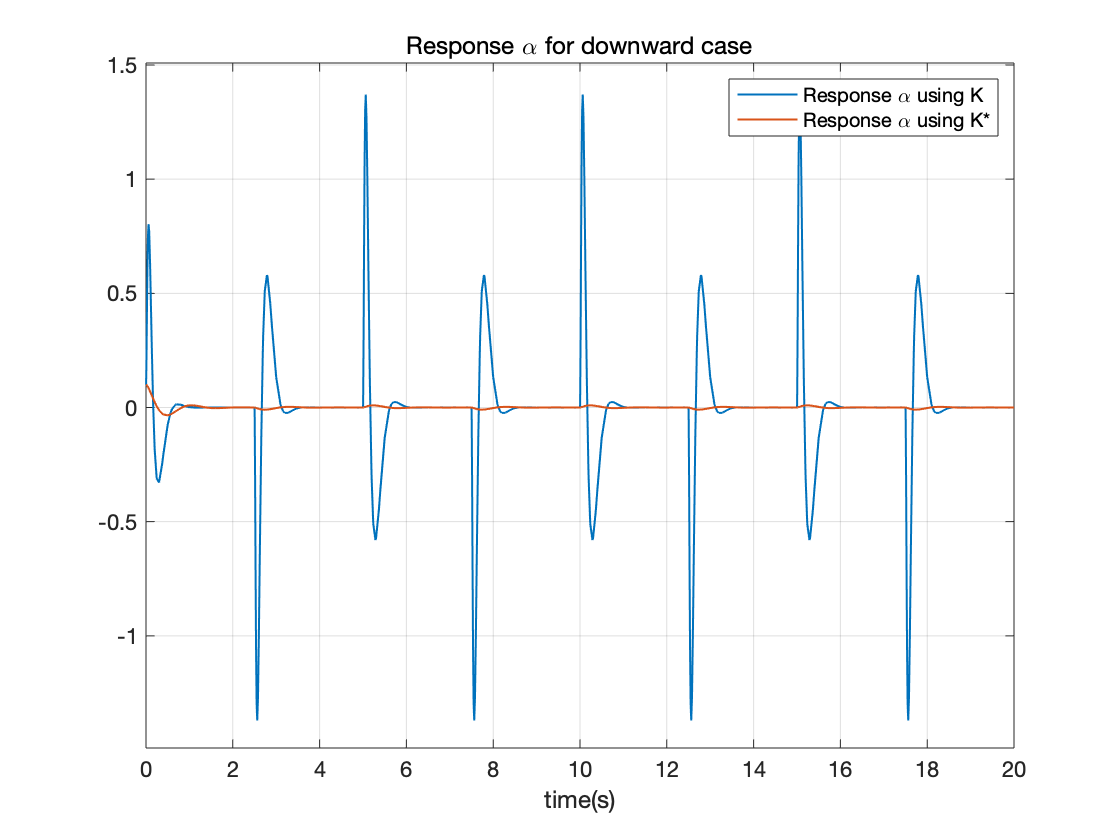 Response α for downward case
Response α using K
Response α using K*
1.5
1
0.5
0
-0.5
-1
0 2 4 6 8 10 12 14 16 18 20
time(s)